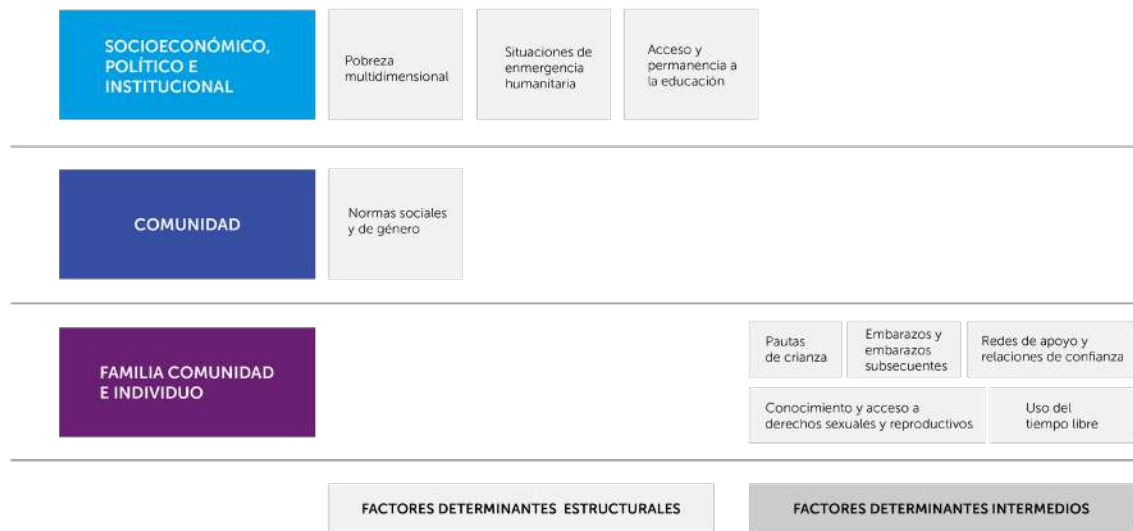 SOCIOECONÓMICO,
POLÍTICO E
INSTITUCIONAL
Pobreza
multidimensional
Situaciones de
enmergencia
humanitaria
Acceso y
permanencia a
la educación
COMUNIDAD
Normas sociales
y de género
FAMILIA COMUNIDAD
E INDIVIDUO
Pautas
de crianza
Embarazos y
embarazos
subsecuentes
Redes de apoyo y
relaciones de confianza
Conocimiento y acceso a
derechos sexuales y reproductivos
Uso del
tiempo libre
FACTORES DETERMINANTES ESTRUCTURALES
FACTORES DETERMINANTES INTERMEDIOS